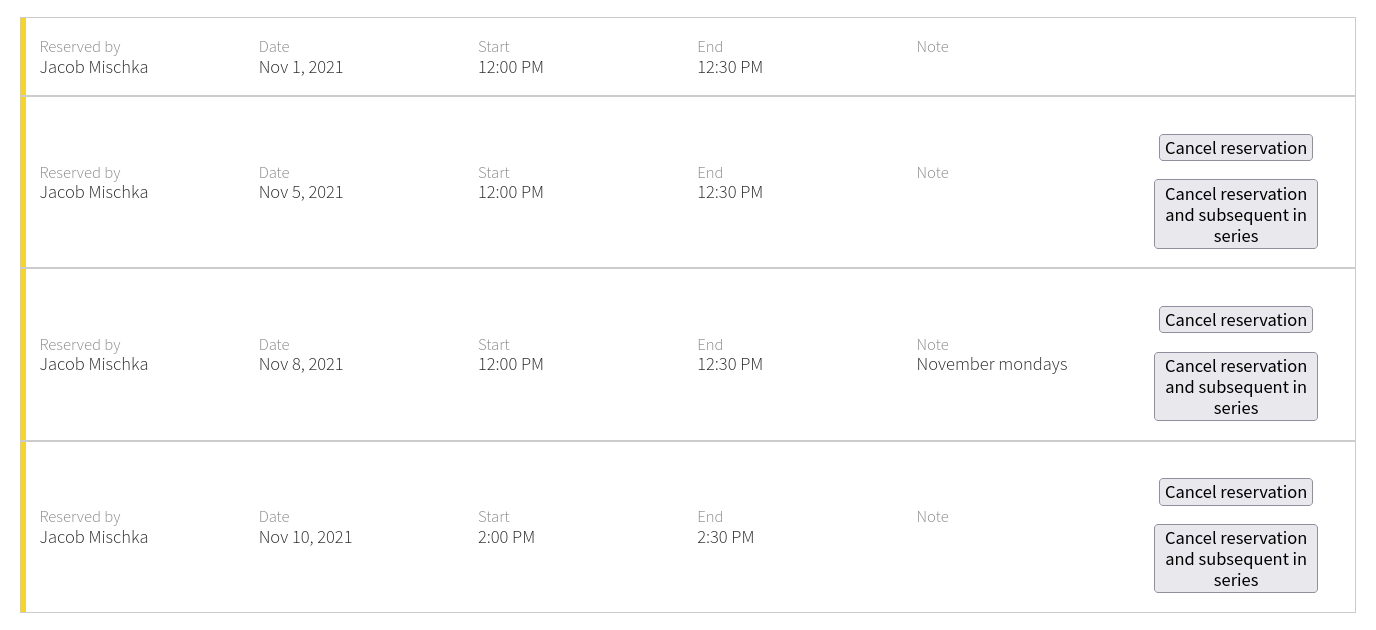 Reserved by Date Start End Note
Jacob Mischka Nov 1, 2021 12:00 PM 12:30 PM
Cancel reservation
Reserved by Date Start End Note
Jacob Mischka Nov 5, 2021 12:00 PM 12:30 PM
Cancel reservation
and subsequent in
series
Cancel reservation
Reserved by Date Start End Note
Jacob Mischka Nov 8, 2021 12:00 PM 12:30 PM November mondays
Cancel reservation
and subsequent in
series
Cancel reservation
Reserved by Date Start End Note
Jacob Mischka Nov 10, 2021 2:00 PM 2:30 PM
Cancel reservation
and subsequent in
series